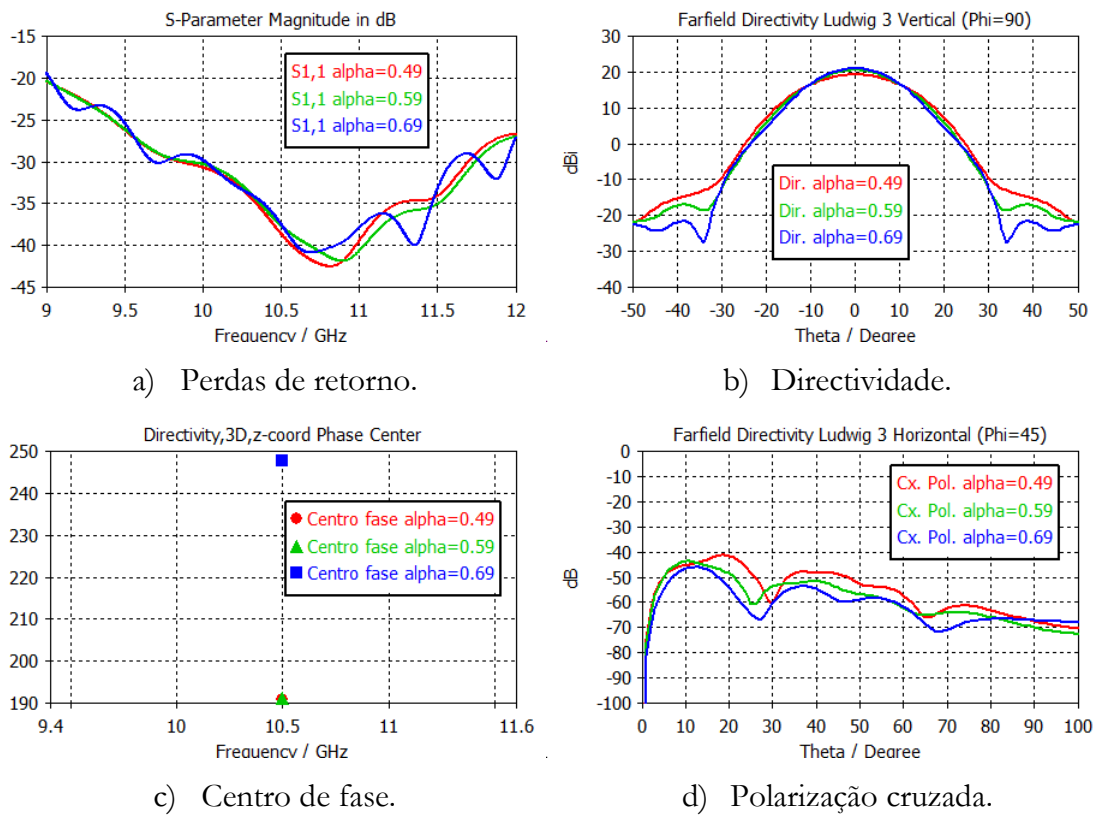 S-Parameter Magnitude in dB
-15
-20
-25
-30
-35
-40
-45
S1,1 alpha=0.49
S1,1 alpha=0.59
S1,1 alpha=0.69
9 9.5 10 10.5 11 11.5 12
Frequency / GHz
a) Perdas de retorno.
Farfield Directivity Ludwig 3 Vertical (Phi=90)
30
20
10
0
-10
-20
-30
-40
dBi
Dir. alpha=0.49
Dir. alpha=0.59
Dir. alpha=0.69
-50 -40 -30 -20 -10 0 10 20 30 40 50
Theta / Degree
b) Directividade.
Directivity,3D,z-coord Phase Center
250
240
230
220
210
200
190
Centro fase alpha=0.49
Centro fase alpha=0.59
Centro fase alpha=0.69
9.4 10 10.5 11 11.6
Frequency / GHz
c) Centro de fase.
Farfield Directivity Ludwig 3 Horizontal (Phi=45)
0
-10
-20
-30
-40
-50
-60
-70
-80
-90
-100
dB
Cx. Pol. alpha=0.49
Cx. Pol. alpha=0.59
Cx. Pol. alpha=0.69
0 10 20 30 40 50 60 70 80 90 100
Theta / Degree
d) Polarização cruzada.